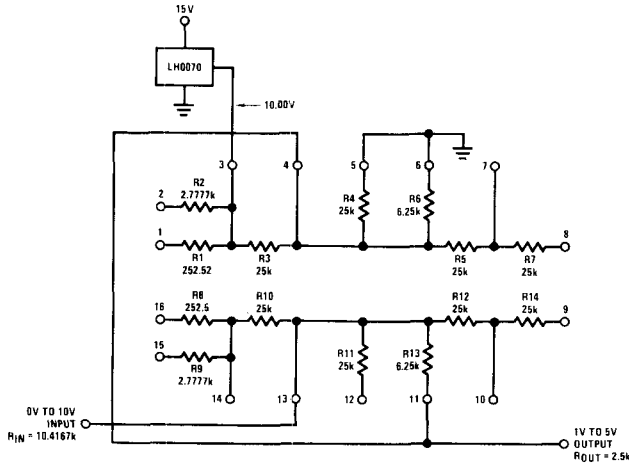 15V
LH0070
10.00V
3
4
5
6
7
R2
2.7777k
2
R4
25k
R6
6.25k
1
8
R1
252.52
R3
25k
R5
25k
R7
25k
R8
252.5
R10
25k
R12
25k
R14
25k
16
9
15
R9
2.7777k
R11
25k
R13
6.25k
14
13
12
11
10
0V TO 10V
INPUT
RIN = 10.4167k
1V TO 5V
OUTPUT
ROUT = 2.5k